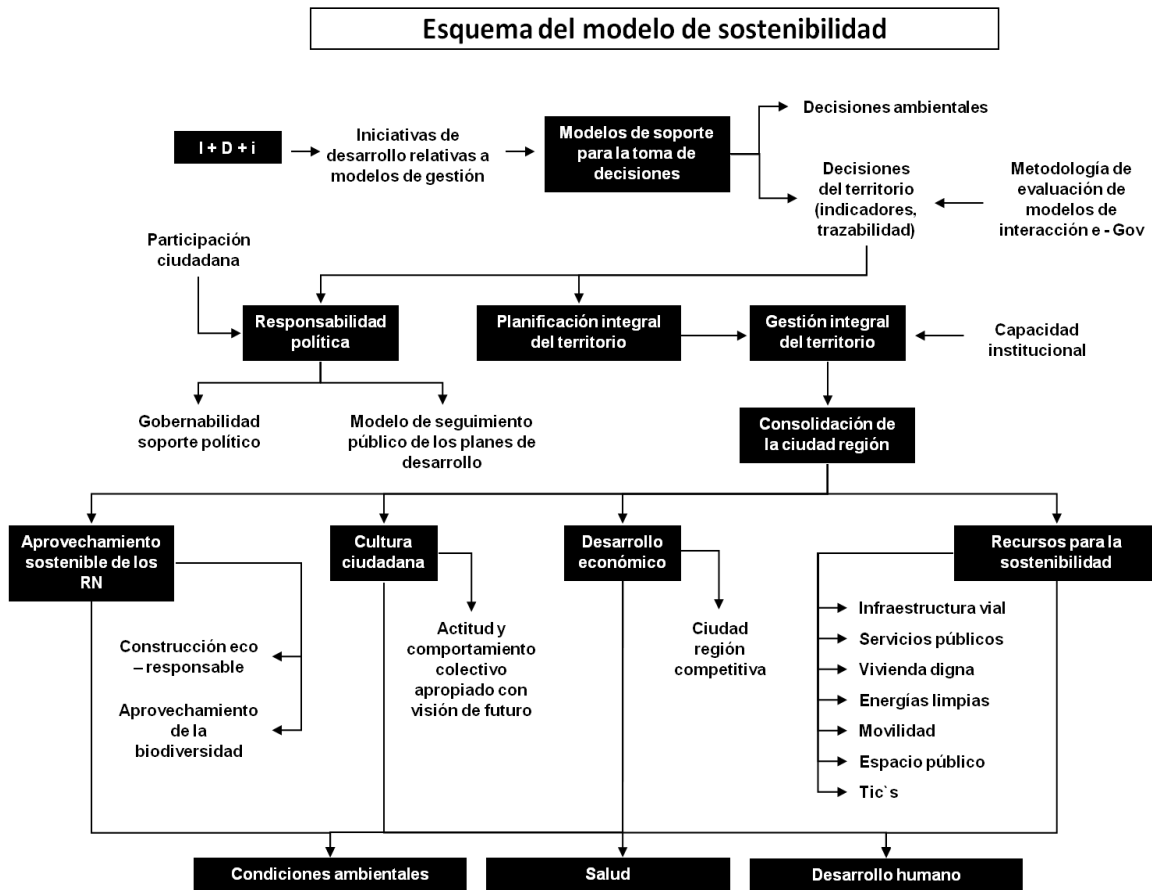 Esquema del modelo de sostenibilidad
Decisiones ambientales
I + D + i
Iniciativas de
desarrollo relativas a
modelos de gestión
Modelos de soporte
para la toma de
decisiones
Decisiones
del territorio
(indicadores,
trazabilidad)
Metodología de
evaluación de
modelos de
interacción e - Gov
Participación
ciudadana
Responsabilidad
política
Planificación integral
del territorio
Gestión integral
del territorio
Capacidad
institucional
Gobernabilidad
soporte político
Modelo de seguimiento
público de los planes de
desarrollo
Consolidación de
la ciudad región
Aprovechamiento
sostenible de los
RN
Cultura
ciudadana
Desarrollo
económico
Recursos para la
sostenibilidad
Construcción eco
– responsable
Aprovechamiento
de la
biodiversidad
Actitud y
comportamiento
colectivo
apropiado con
visión de futuro
Ciudad
región
competitiva
Infraestructura vial
Servicios públicos
Vivienda digna
Energías limpias
Movilidad
Espacio público
Tic`s
Condiciones ambientales
Salud
Desarrollo humano